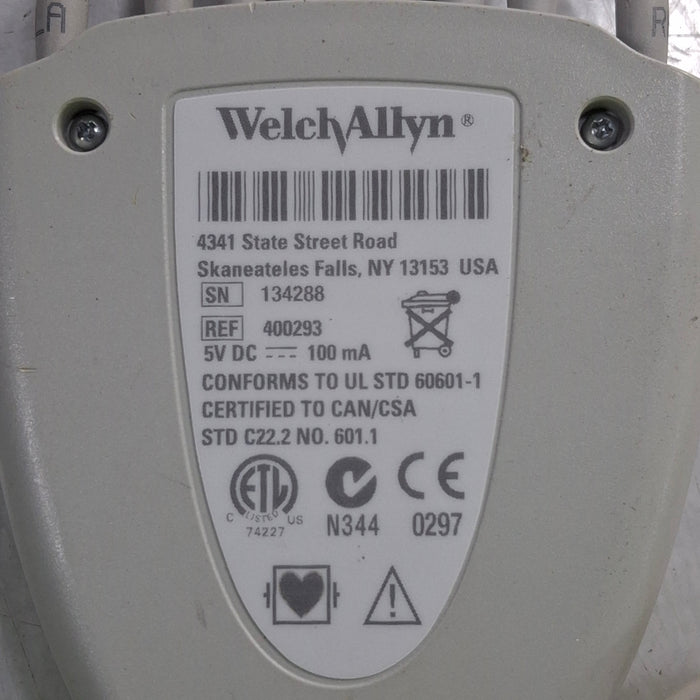 LA
R
WelchAllyn®
4341 State Street Road
Skaneateles Falls, NY 13153 USA
SN 134288
REF 400293
5V DC ⎓ 100 mA
CONFORMS TO UL STD 60601-1
CERTIFIED TO CAN/CSA
STD C22.2 NO. 601.1
ETL CE
C LISTED US
74227
N344 0297